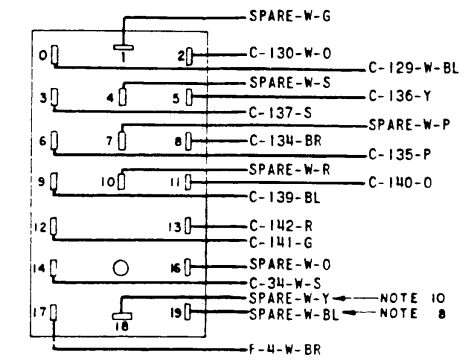 SPARE-W-G
0 1 2 C-130-W-O
C-129-W-BL
SPARE-W-S
3 4 5 C-136-Y
C-137-S
SPARE-W-P
6 7 8 C-134-BR
C-135-P
SPARE-W-R
9 10 11 C-140-O
C-139-BL
12 13 C-142-R
C-141-G
14 16 SPARE-W-O
C-34-W-S
SPARE-W-Y NOTE 10
17 18 19 SPARE-W-BL NOTE 8
F-4-W-BR